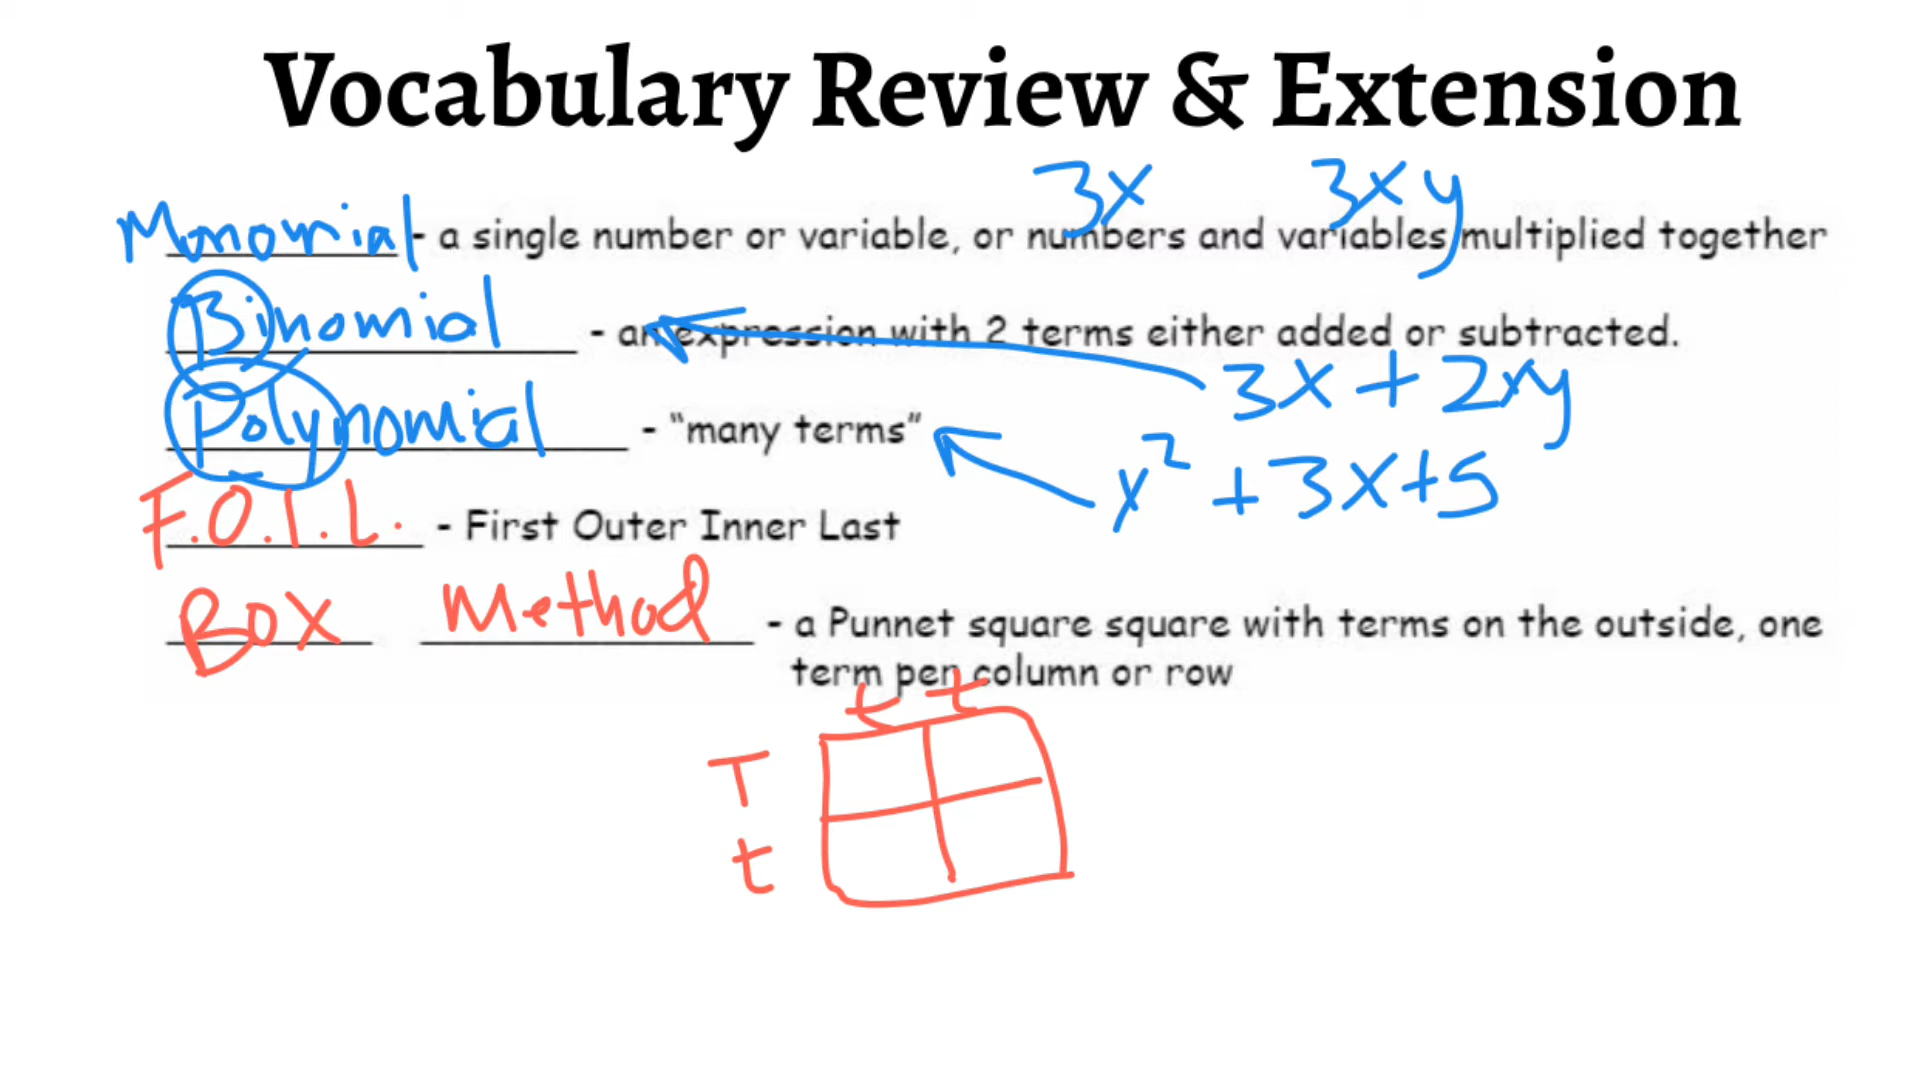 Vocabulary Review & Extension
3x 3xy
Monomial - a single number or variable, or numbers and variables multiplied together
Binomial - an expression with 2 terms either added or subtracted.
3x + 2xy
Polynomial - "many terms"
x² + 3x + 5
F.O.I.L. - First Outer Inner Last
Box Method - a Punnet square square with terms on the outside, one
term per column or row
t t
T
t